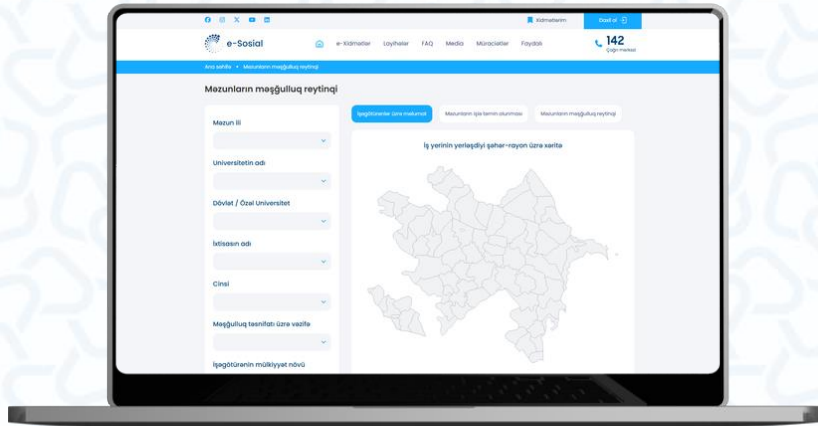 Xidmətlərim
Daxil ol
e-Sosial
e-Xidmətlər Layihələr FAQ Media Müraciətlər Faydalı
142
Çağrı mərkəzi
Ana səhifə • Məzunların məşğulluq reytinqi
Məzunların məşğulluq reytinqi
İşəgötürənlər üzrə məlumat
Məzunların işlə təmin olunması
Məzunların məşğulluq reytinqi
Məzun ili
Universitetin adı
Dövlət / Özəl Universitet
İxtisasın adı
Cinsi
Məşğulluq təsnifatı üzrə vəzifə
İşəgötürənin mülkiyyət növü
İş yerinin yerləşdiyi şəhər-rayon üzrə xəritə